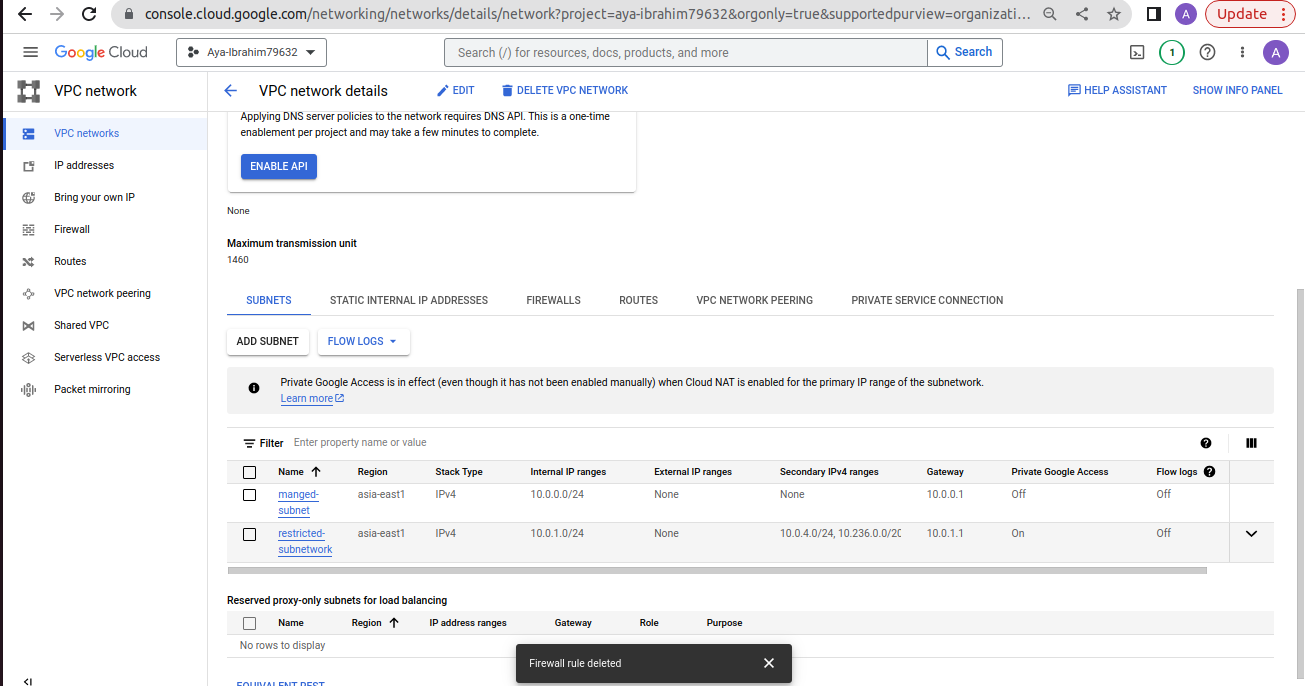 console.cloud.google.com/networking/networks/details/network?project=aya-ibrahim79632&orgonly=true&supportedpurview=organizati...
A
Update
Google Cloud
Aya-Ibrahim79632
Search (/) for resources, docs, products, and more
Search
1
A
VPC network
VPC network details
EDIT
DELETE VPC NETWORK
HELP ASSISTANT
SHOW INFO PANEL
VPC networks
IP addresses
Bring your own IP
Firewall
Routes
VPC network peering
Shared VPC
Serverless VPC access
Packet mirroring
Applying DNS server policies to the network requires DNS API. This is a one-time
enablement per project and may take a few minutes to complete.
ENABLE API
None
Maximum transmission unit
1460
SUBNETS STATIC INTERNAL IP ADDRESSES FIREWALLS ROUTES VPC NETWORK PEERING PRIVATE SERVICE CONNECTION
ADD SUBNET FLOW LOGS
Private Google Access is in effect (even though it has not been enabled manually) when Cloud NAT is enabled for the primary IP range of the subnetwork.
Learn more
Filter Enter property name or value
Name Region Stack Type Internal IP ranges External IP ranges Secondary IPv4 ranges Gateway Private Google Access Flow logs
manged- asia-east1 IPv4 10.0.0.0/24 None None 10.0.0.1 Off Off
subnet
restricted- asia-east1 IPv4 10.0.1.0/24 None 10.0.4.0/24, 10.236.0.0/20 10.0.1.1 On Off
subnetwork
Reserved proxy-only subnets for load balancing
Name Region IP address ranges Gateway Role Purpose
No rows to display
Firewall rule deleted
EQUIVALENT REST